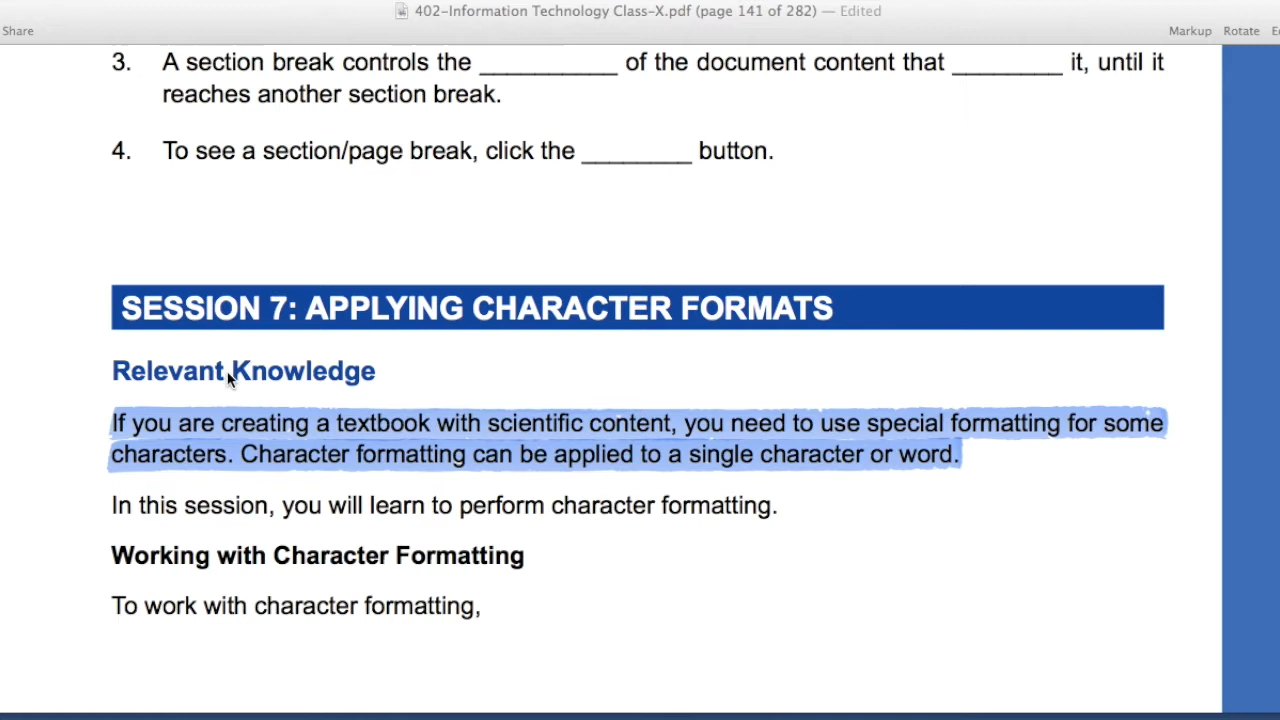 402-Information Technology Class-X.pdf (page 141 of 282) — Edited
Share
Markup Rotate
3. A section break controls the __________ of the document content that ________ it, until it
reaches another section break.
4. To see a section/page break, click the ________ button.
SESSION 7: APPLYING CHARACTER FORMATS
Relevant Knowledge
If you are creating a textbook with scientific content, you need to use special formatting for some
characters. Character formatting can be applied to a single character or word.
In this session, you will learn to perform character formatting.
Working with Character Formatting
To work with character formatting,